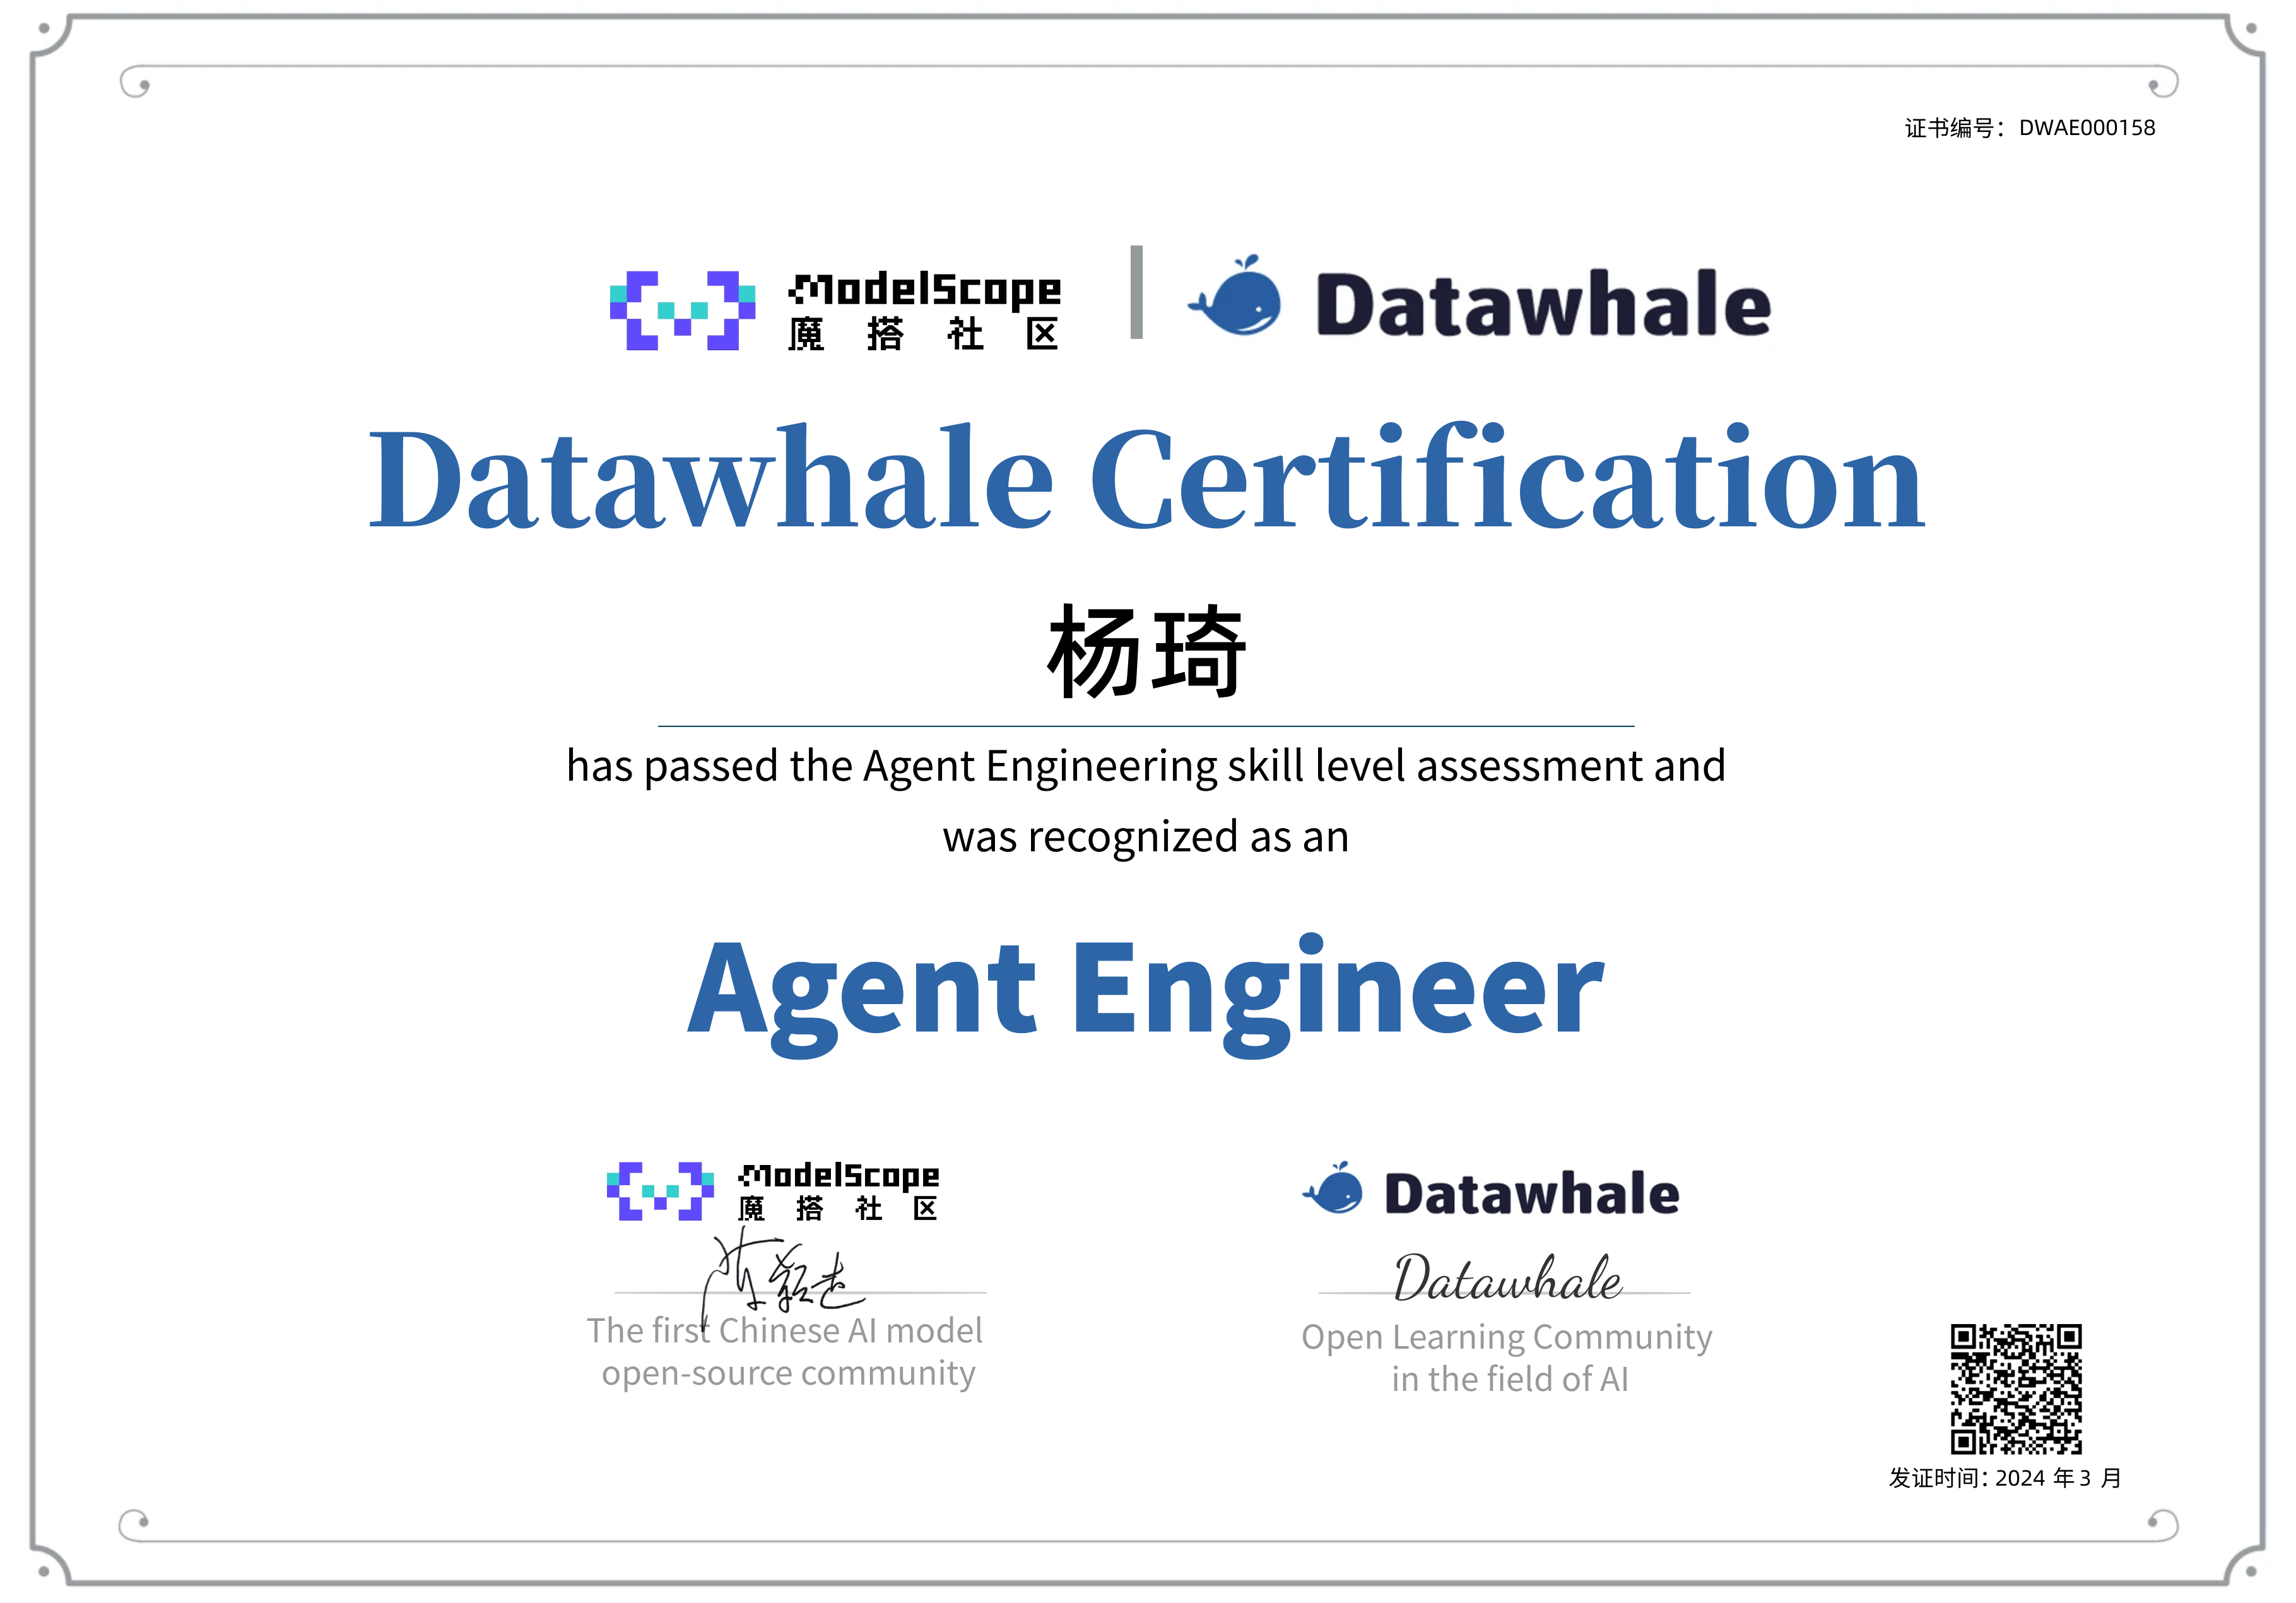 证书编号：DWAE000158
ModelScope
魔搭社区
Datawhale
Datawhale Certification
杨琦
has passed the Agent Engineering skill level assessment and
was recognized as an
Agent Engineer
ModelScope
魔搭社区
Datawhale
Datawhale
The first Chinese AI model
open-source community
Open Learning Community
in the field of AI
发证时间：2024 年 3 月